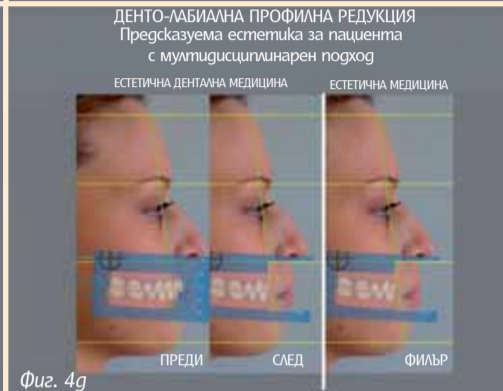 ДЕНТО-ЛАБИАЛНА ПРОФИЛНА РЕДУКЦИЯ
Предсказуема естетика за пациента
с мултидисциплинарен подход
ЕСТЕТИЧНА ДЕНТАЛНА МЕДИЦИНА
ЕСТЕТИЧНА МЕДИЦИНА
ПРЕДИ
СЛЕД
ФИЛЪР
Фиг. 4g